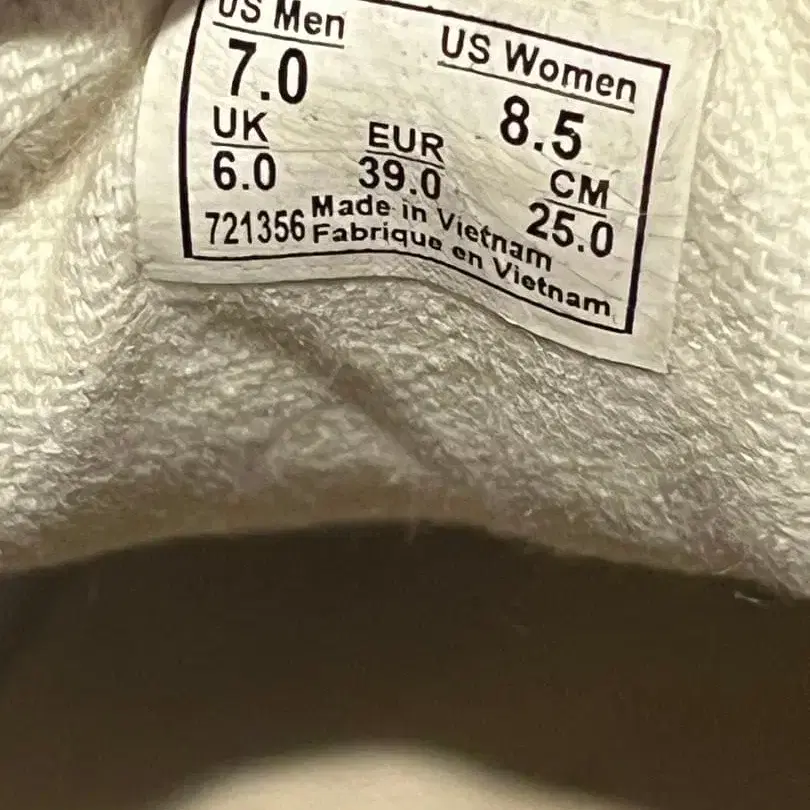 US Men
7.0
US Women
8.5
UK
6.0
EUR
39.0
CM
25.0
721356
Made in Vietnam
Fabrique en Vietnam